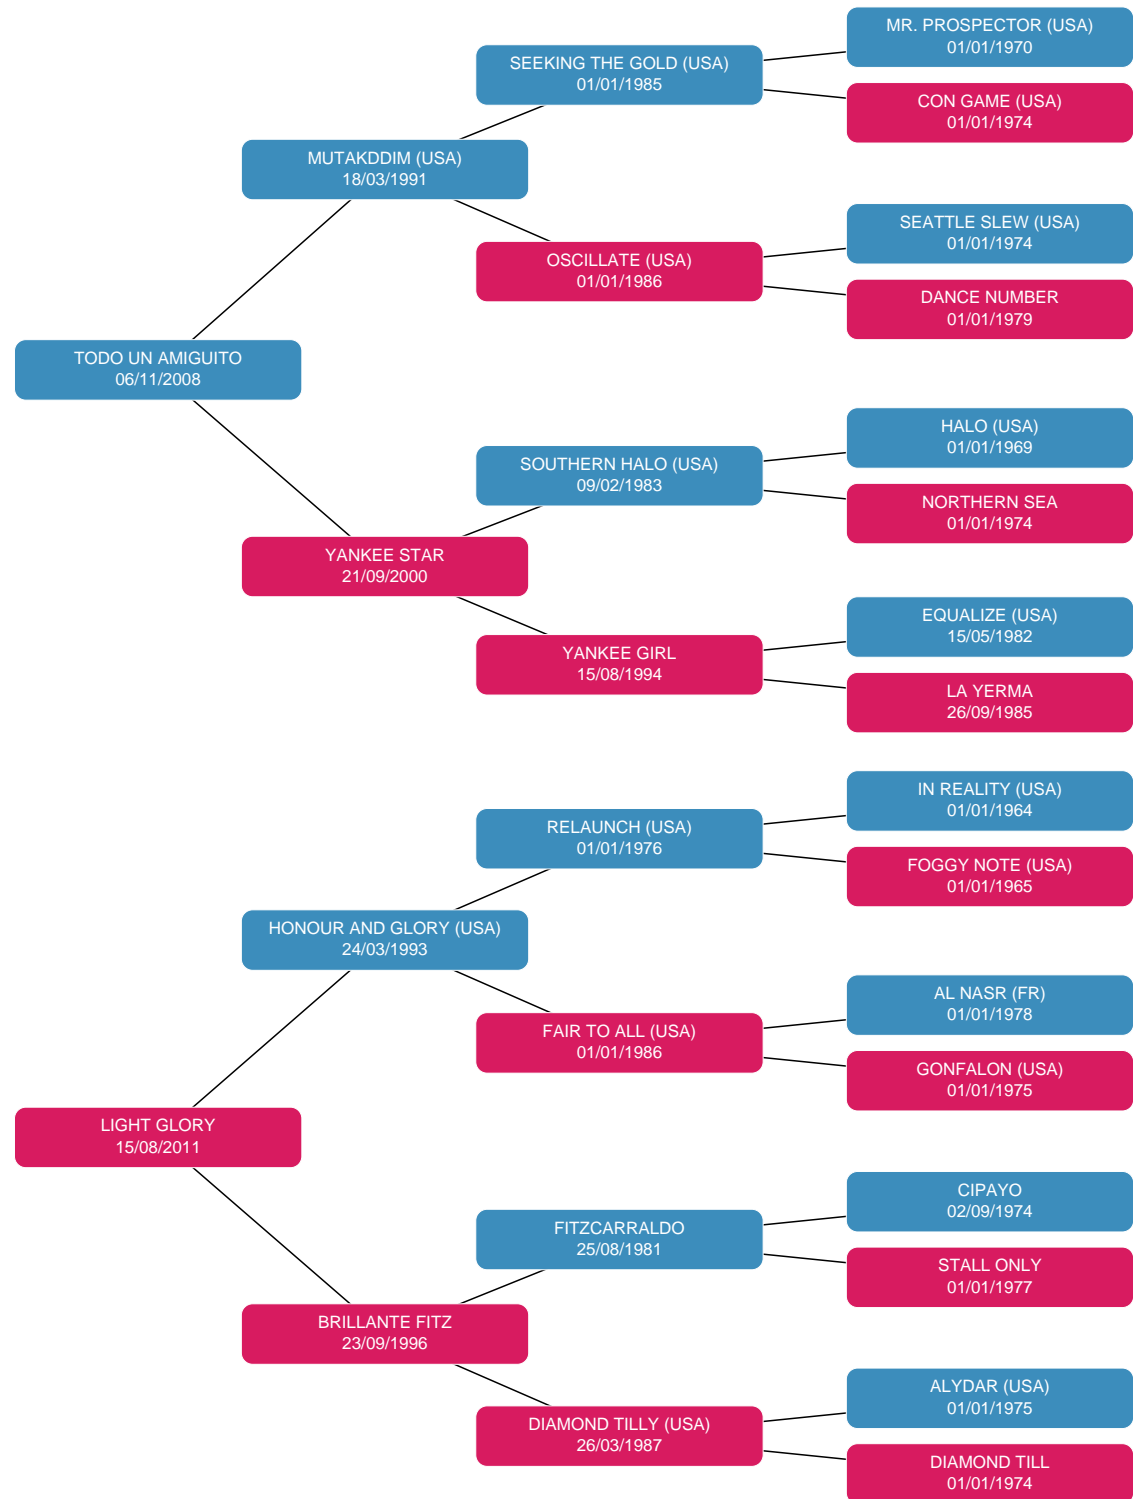 MR. PROSPECTOR (USA)
01/01/1970
SEEKING THE GOLD (USA)
01/01/1985
CON GAME (USA)
01/01/1974
MUTAKDDIM (USA)
18/03/1991
SEATTLE SLEW (USA)
01/01/1974
OSCILLATE (USA)
01/01/1986
DANCE NUMBER
01/01/1979
TODO UN AMIGUITO
06/11/2008
HALO (USA)
01/01/1969
SOUTHERN HALO (USA)
09/02/1983
NORTHERN SEA
01/01/1974
YANKEE STAR
21/09/2000
EQUALIZE (USA)
15/05/1982
YANKEE GIRL
15/08/1994
LA YERMA
26/09/1985
IN REALITY (USA)
01/01/1964
RELAUNCH (USA)
01/01/1976
FOGGY NOTE (USA)
01/01/1965
HONOUR AND GLORY (USA)
24/03/1993
AL NASR (FR)
01/01/1978
FAIR TO ALL (USA)
01/01/1986
GONFALON (USA)
01/01/1975
LIGHT GLORY
15/08/2011
CIPAYO
02/09/1974
FITZCARRALDO
25/08/1981
STALL ONLY
01/01/1977
BRILLANTE FITZ
23/09/1996
ALYDAR (USA)
01/01/1975
DIAMOND TILLY (USA)
26/03/1987
DIAMOND TILL
01/01/1974